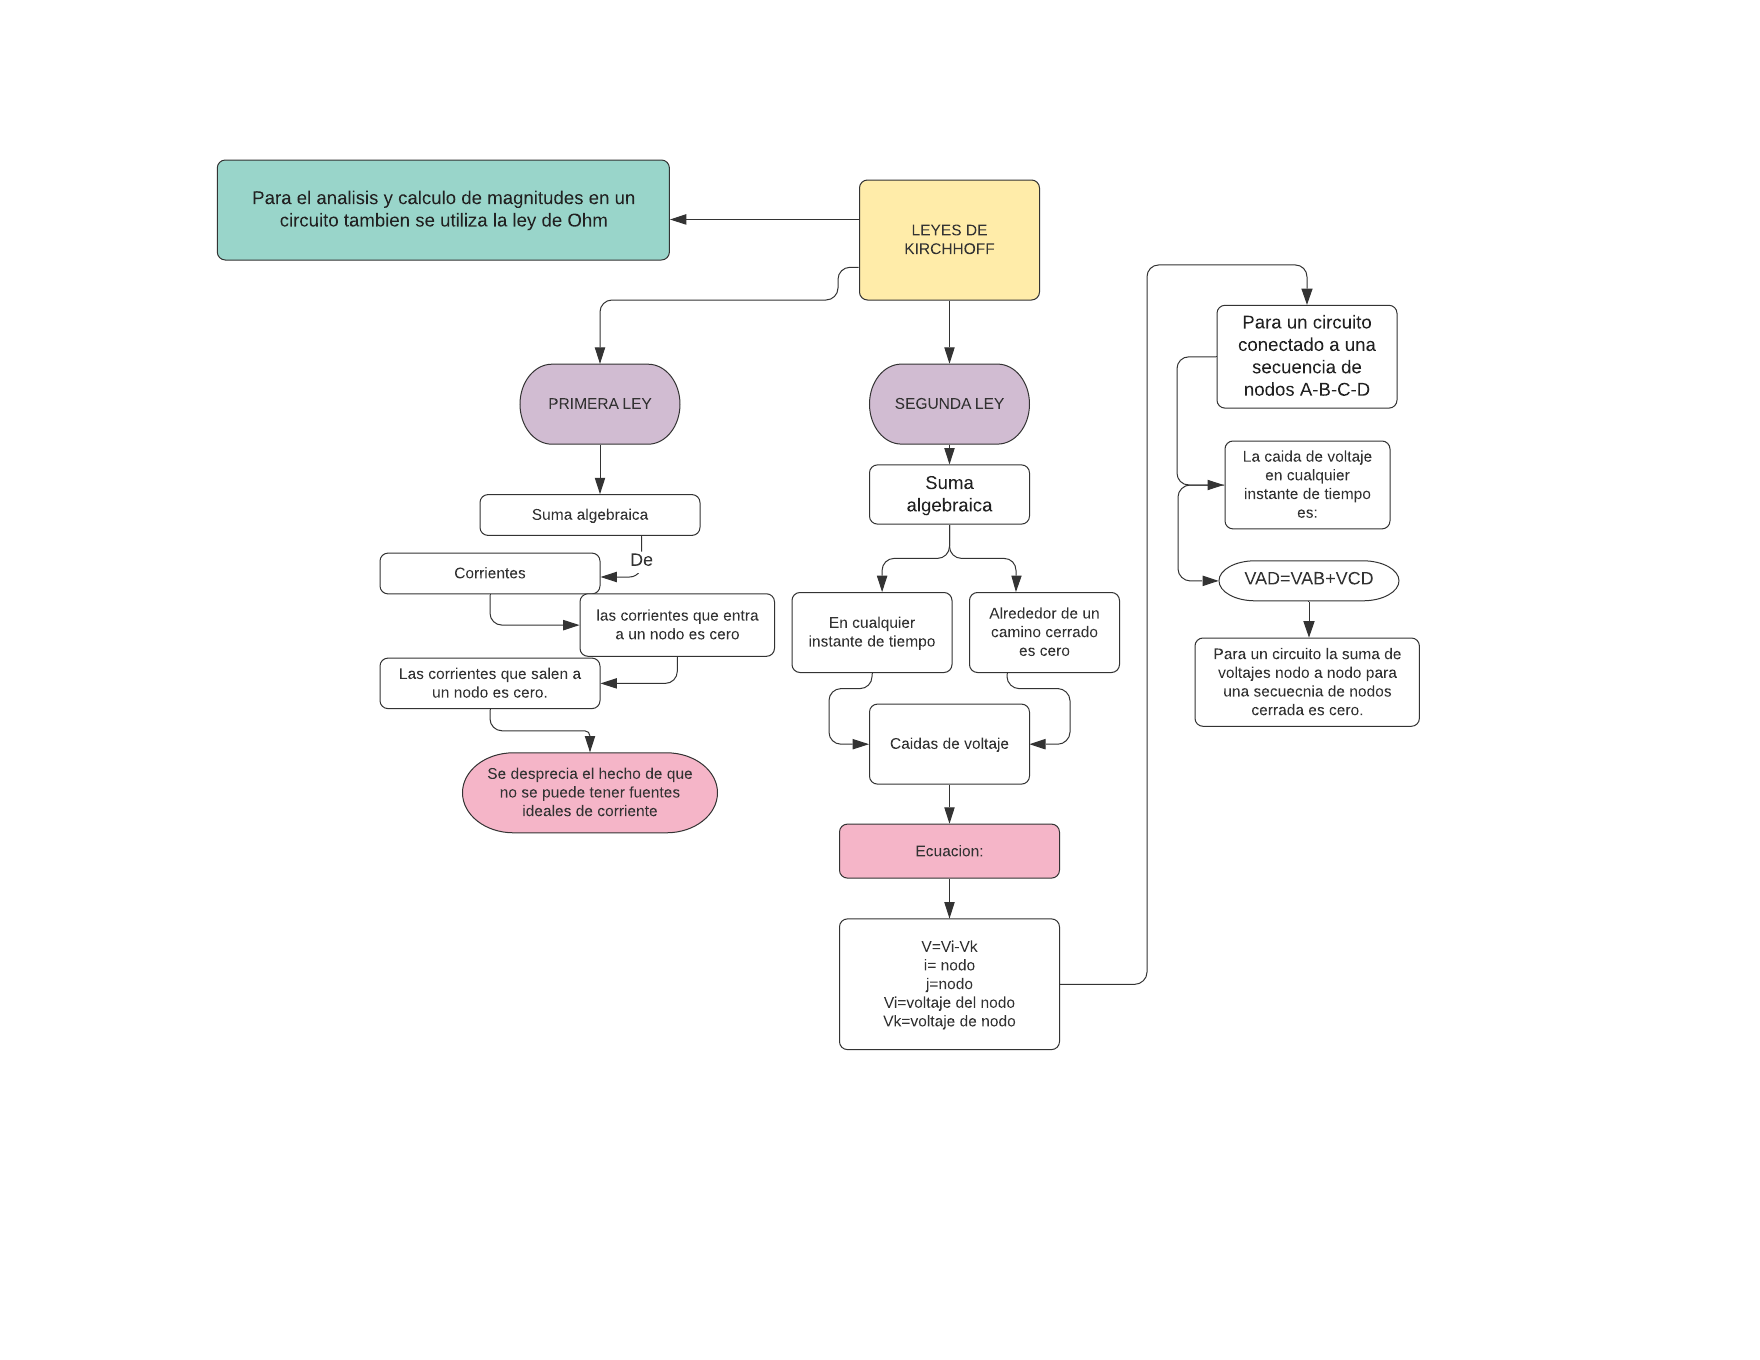 Para el analisis y calculo de magnitudes en un
circuito tambien se utiliza la ley de Ohm
LEYES DE
KIRCHHOFF
PRIMERA LEY
Suma algebraica
De
Corrientes
las corrientes que entra
a un nodo es cero
Las corrientes que salen a
un nodo es cero.
Se desprecia el hecho de que
no se puede tener fuentes
ideales de corriente
SEGUNDA LEY
Suma
algebraica
En cualquier
instante de tiempo
Alrededor de un
camino cerrado
es cero
Caidas de voltaje
Ecuacion:
V=Vi-Vk
i= nodo
j=nodo
Vi=voltaje del nodo
Vk=voltaje de nodo
Para un circuito
conectado a una
secuencia de
nodos A-B-C-D
La caida de voltaje
en cualquier
instante de tiempo
es:
VAD=VAB+VCD
Para un circuito la suma de
voltajes nodo a nodo para
una secuecnia de nodos
cerrada es cero.